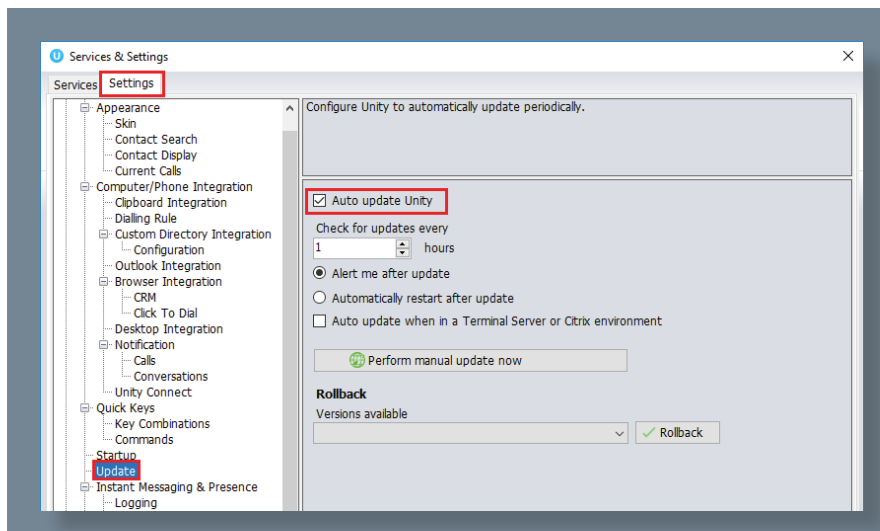 Services & Settings
Services
Settings
Appearance
Skin
Contact Search
Contact Display
Current Calls
Computer/Phone Integration
Clipboard Integration
Dialling Rule
Custom Directory Integration
Configuration
Outlook Integration
Browser Integration
CRM
Click To Dial
Desktop Integration
Notification
Calls
Conversations
Unity Connect
Quick Keys
Key Combinations
Commands
Startup
Update
Instant Messaging & Presence
Logging
Configure Unity to automatically update periodically.
Auto update Unity
Check for updates every
1 hours
Alert me after update
Automatically restart after update
Auto update when in a Terminal Server or Citrix environment
Perform manual update now
Rollback
Versions available
Rollback